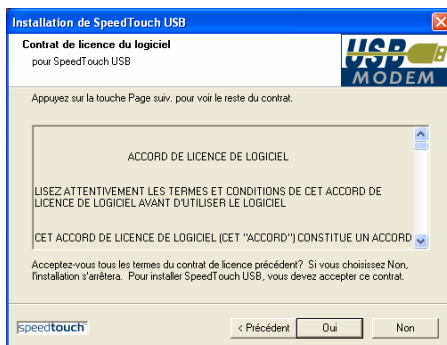 Installation de SpeedTouch USB
Contrat de licence du logiciel
pour SpeedTouch USB
USB
MODEM
Appuyez sur la touche Page suiv. pour voir le reste du contrat.
ACCORD DE LICENCE DE LOGICIEL
LISEZ ATTENTIVEMENT LES TERMES ET CONDITIONS DE CET ACCORD DE
LICENCE DE LOGICIEL AVANT D'UTILISER LE LOGICIEL
CET ACCORD DE LICENCE DE LOGICIEL (CET "ACCORD") CONSTITUE UN ACCORD
Acceptez-vous tous les termes du contrat de licence précédent? Si vous choisissez Non,
l'installation s'arrêtera. Pour installer SpeedTouch USB, vous devez accepter ce contrat.
speedtouch
< Précédent
Oui
Non